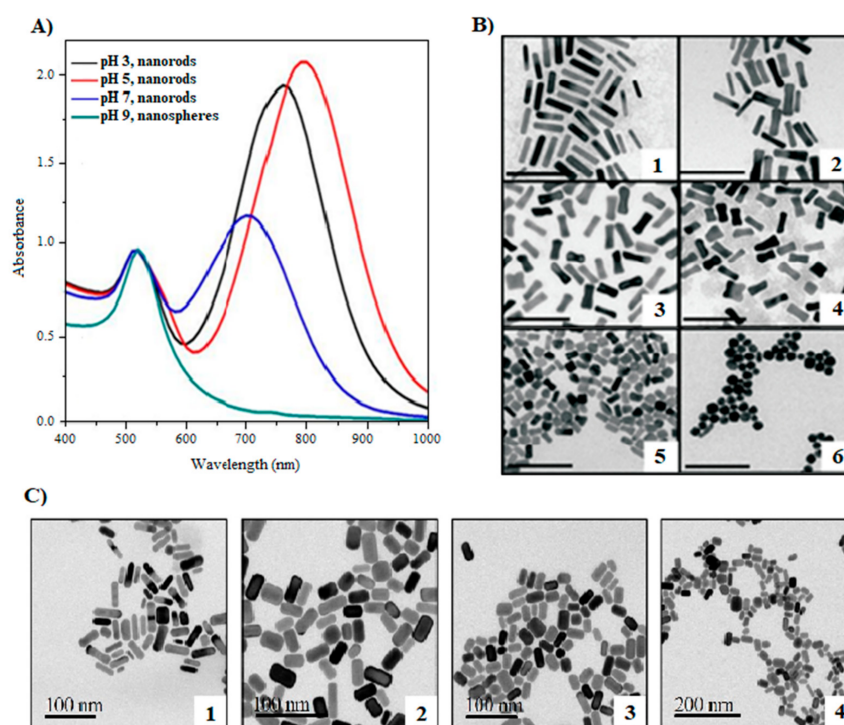 A)
pH 3, nanorods
pH 5, nanorods
pH 7, nanorods
pH 9, nanospheres
2.0
1.5
1.0
0.5
0.0
Absorbance
400 500 600 700 800 900 1000
Wavelength (nm)
B)
1 2
3 4
5 6
C)
100 nm 1
100 nm 2
100 nm 3
200 nm 4